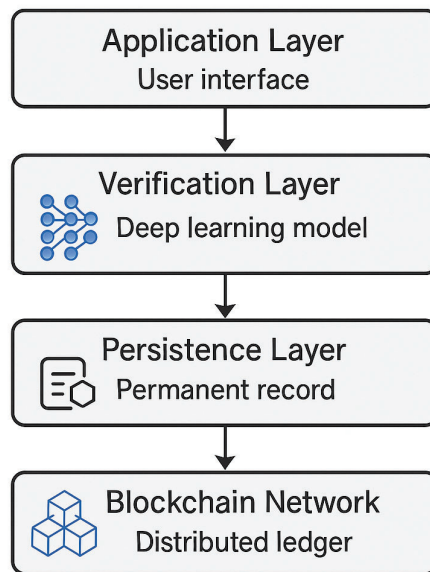 Application Layer
User interface
Verification Layer
Deep learning model
Persistence Layer
Permanent record
Blockchain Network
Distributed ledger